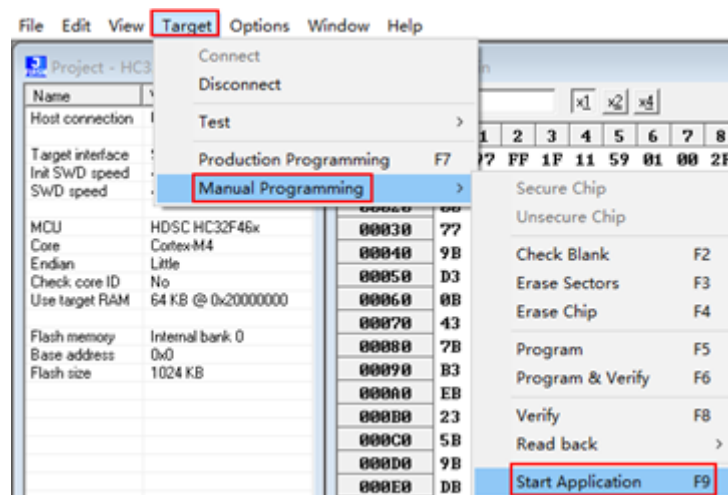 File Edit View Target Options Window Help
Project - HC3
Connect
Disconnect
Test >
Production Programming F7
Manual Programming >
Secure Chip
Unsecure Chip
Check Blank F2
Erase Sectors F3
Erase Chip F4
Program F5
Program & Verify F6
Verify F8
Read back >
Start Application F9
Name
Host connection
Target interface
Init SWD speed
SWD speed
MCU HDSC HC32F46x
Core Cortex-M4
Endian Little
Check core ID No
Use target RAM 64 KB @ 0x20000000
Flash memory Internal bank 0
Base address 0x0
Flash size 1024 KB
x1 x2 x4
1 2 3 4 5 6 7 8
FF 1F 11 59 01 00 2F
00030 77
00040 9B
00050 D3
00060 0B
00070 43
00080 7B
00090 B3
000A0 EB
000B0 23
000C0 5B
000D0 9B
000E0 DB